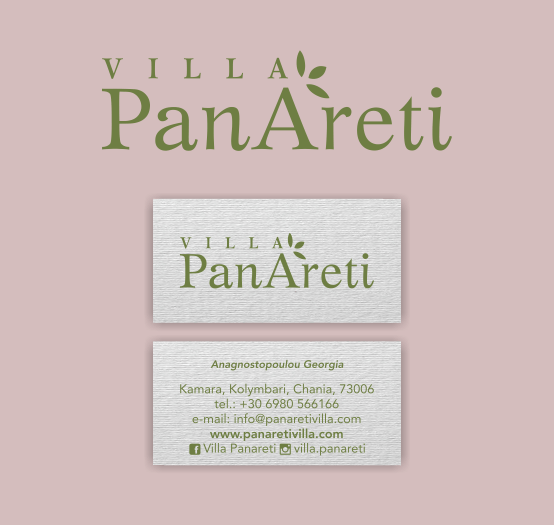 VILLA
PanAreti
VILLA
PanAreti
Anagnostopoulou Georgia
Kamara, Kolymbari, Chania, 73006
tel.: +30 6980 566166
e-mail: info@panaretivilla.com
www.panaretivilla.com
Villa Panareti villa.panareti